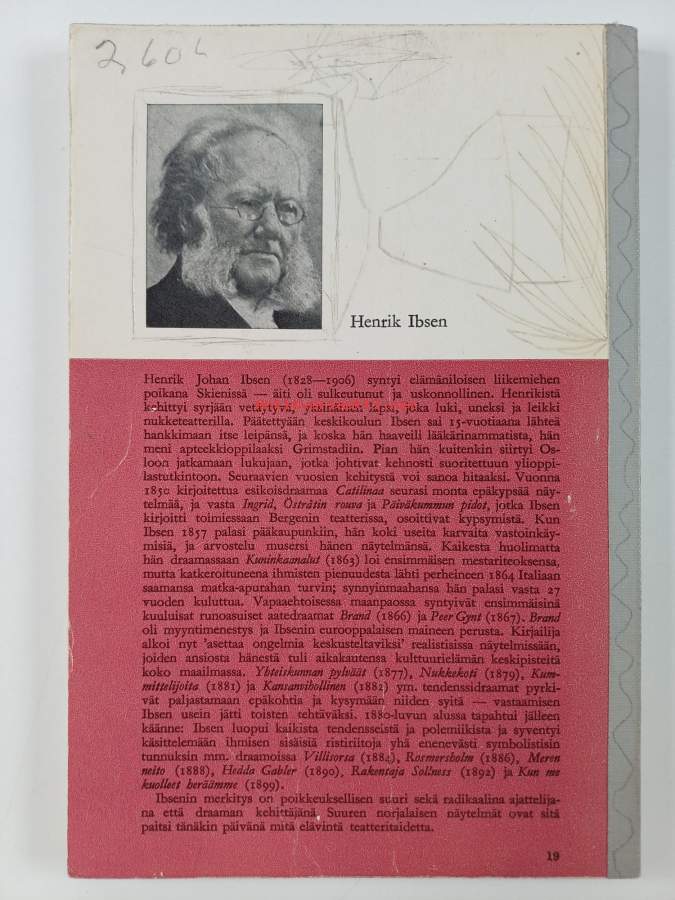 2,60
Henrik Ibsen
Henrik Johan Ibsen (1828—1906) syntyi elämäniloisen liikemiehen
poikana Skienissä — äiti oli sulkeutunut ja uskonnollinen. Henrikistä
kehittyi syrjään vetäytyvä, yksinäinen lapsi, joka luki, uneksi ja leikki
nukketeatterilla. Päätettyään keskikoulun Ibsen sai 15-vuotiaana lähteä
hankkimaan itse leipänsä, ja koska hän haaveili lääkärinammatista, hän
meni apteekkioppilaaksi Grimstadiin. Pian hän kuitenkin siirtyi Os-
loon jatkamaan lukujaan, jotka johtivat kehnosti suoritettuun ylioppi-
lastutkintoon. Seuraavien vuosien kehitystä voi sanoa hitaaksi. Vuonna
1850 kirjoitettua esikoisdraamaa Catilinaa seurasi monta epäkypsää näy-
telmää, ja vasta Ingrid, Östråtin rouva ja Päiväkummun pidot, jotka Ibsen
kirjoitti toimiessaan Bergenin teatterissa, osoittivat kypsymistä. Kun
Ibsen 1857 palasi pääkaupunkiin, hän koki useita karvaita vastoinkäy-
misiä, ja arvostelu musersi hänen näytelmänsä. Kaikesta huolimatta
hän draamassaan Kuninkaanalut (1863) loi ensimmäisen mestariteoksensa,
mutta katkeroituneena ihmisten pienuudesta lähti perheineen 1864 Italiaan
saamansa matka-apurahan turvin; synnyinmaahansa hän palasi vasta 27
vuoden kuluttua. Vapaaehtoisessa maanpaossa syntyivät ensimmäisinä
kuuluisat runoasuiset aatedraamat Brand (1866) ja Peer Gynt (1867). Brand
oli myyntimenestys ja Ibsenin eurooppalaisen maineen perusta. Kirjailija
alkoi nyt 'asettaa ongelmia keskusteltaviksi' realistisissa näytelmissään,
joiden ansiosta hänestä tuli aikakautensa kulttuurielämän keskipisteitä
koko maailmassa. Yhteiskunnan pylväät (1877), Nukkekoti (1879), Kum-
mittelijoita (1881) ja Kansanvihollinen (1882) ym. tendenssidraamat pyrki-
vät paljastamaan epäkohtia ja kysymään niiden syitä — vastaamisen
Ibsen usein jätti toisten tehtäväksi. 1880-luvun alussa tapahtui jälleen
käänne: Ibsen luopui kaikista tendensseistä ja polemiikista ja syventyi
käsittelemään ihmisen sisäisiä ristiriitoja yhä enenevästi symbolistisin
tunnuksin mm. draamoissa Villisorsa (1884), Rosmersholm (1886), Meren
neito (1888), Hedda Gabler (1890), Rakentaja Solness (1892) ja Kun me
kuolleet heräämme (1899).
Ibsenin merkitys on poikkeuksellisen suuri sekä radikaalina ajattelija-
na että draaman kehittäjänä. Suuren norjalaisen näytelmät ovat sitä
paitsi tänäkin päivänä mitä elävintä teatteritaidetta.
19